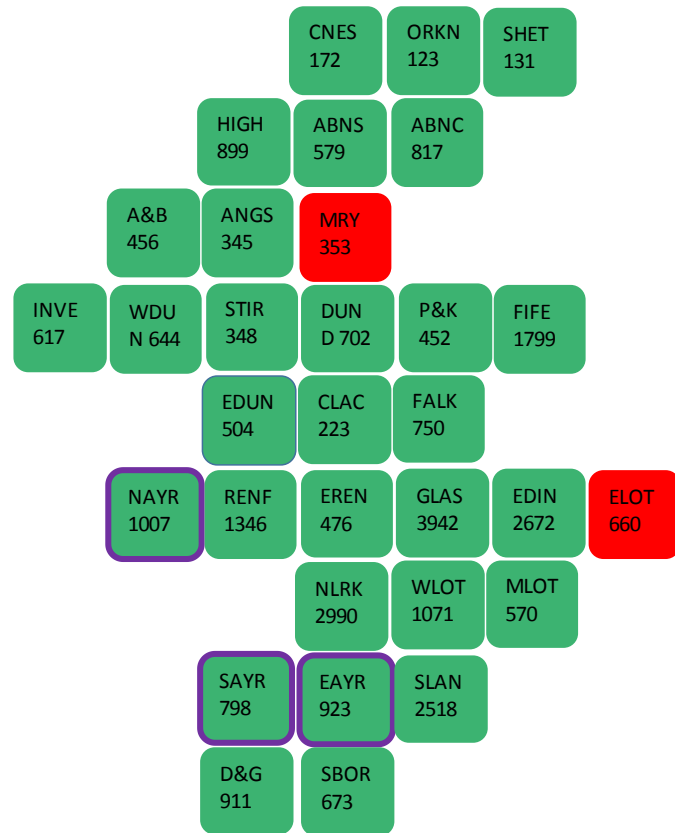 CNES
172
ORKN
123
SHET
131
HIGH
899
ABNS
579
ABNC
817
A&B
456
ANGS
345
MRY
353
INVE
617
WDU
N 644
STIR
348
DUN
D 702
P&K
452
FIFE
1799
EDUN
504
CLAC
223
FALK
750
NAYR
1007
RENF
1346
EREN
476
GLAS
3942
EDIN
2672
ELOT
660
NLRK
2990
WLOT
1071
MLOT
570
SAYR
798
EAYR
923
SLAN
2518
D&G
911
SBOR
673